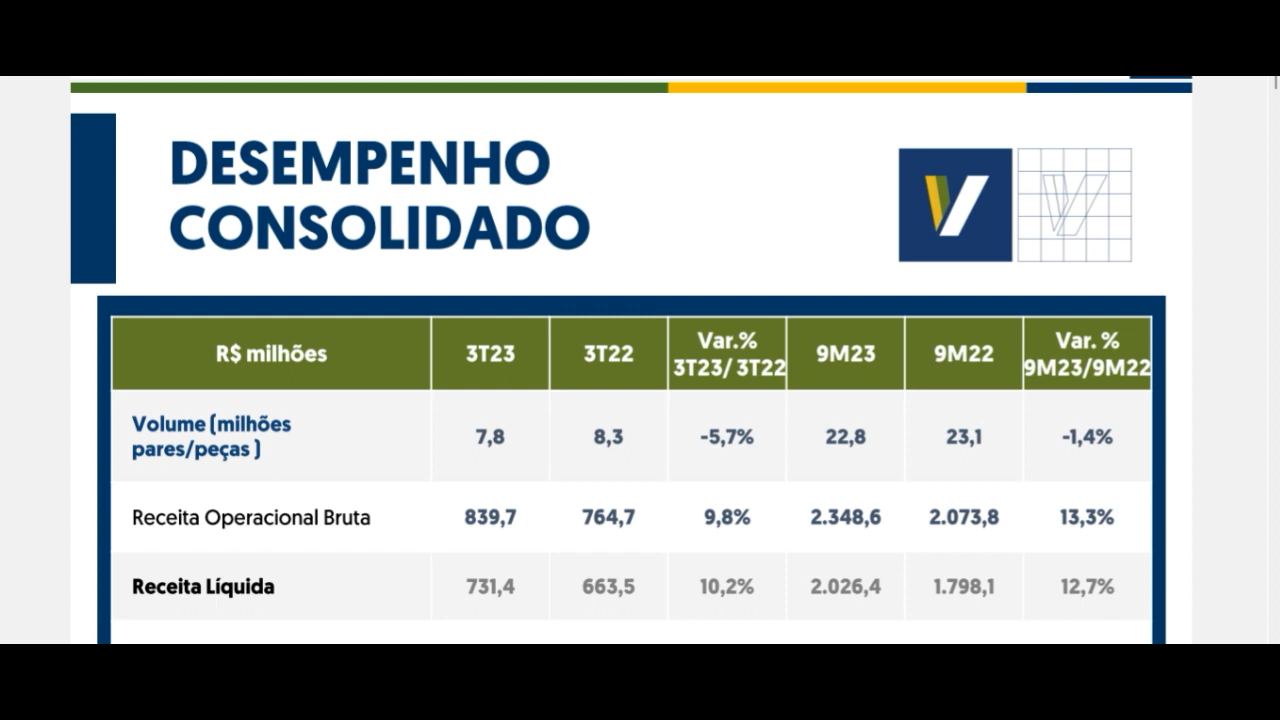 DESEMPENHO
CONSOLIDADO
R$ milhões 3T23 3T22 Var.% 3T23/ 3T22 9M23 9M22 Var. % 9M23/9M22
Volume (milhões
pares/peças ) 7,8 8,3 -5,7% 22,8 23,1 -1,4%
Receita Operacional Bruta 839,7 764,7 9,8% 2.348,6 2.073,8 13,3%
Receita Líquida 731,4 663,5 10,2% 2.026,4 1.798,1 12,7%